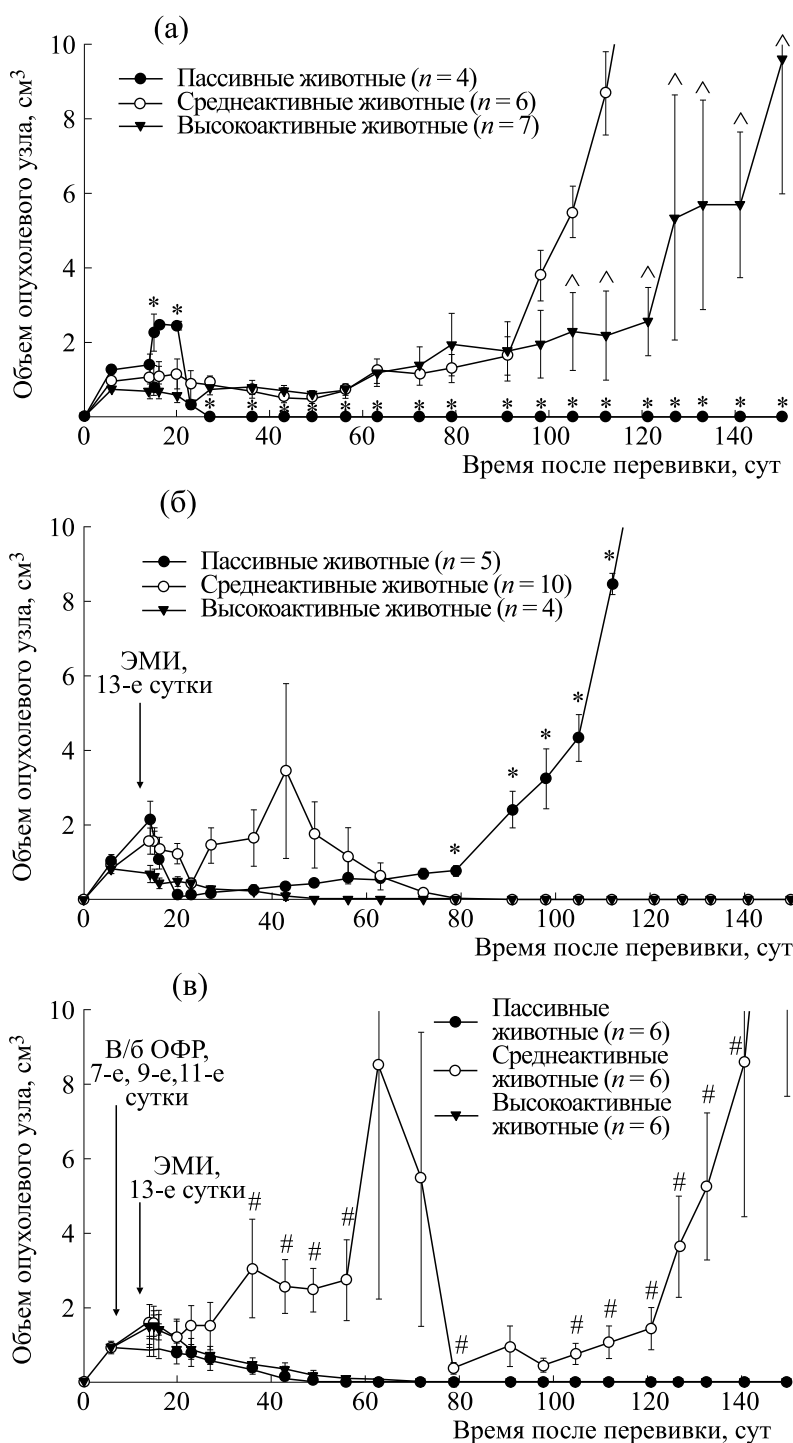 (а)
Объем опухолевого узла, см³
10
8
6
4
2
0
Пассивные животные (n = 4)
Среднеактивные животные (n = 6)
Высокоактивные животные (n = 7)
* * * * * * * * * * * * * * * * *
^ ^ ^ ^ ^ ^ ^
0 20 40 60 80 100 120 140
Время после перевивки, сут
(б)
Объем опухолевого узла, см³
10
8
6
4
2
0
Пассивные животные (n = 5)
Среднеактивные животные (n = 10)
Высокоактивные животные (n = 4)
ЭМИ,
13-е сутки
* * * * *
0 20 40 60 80 100 120 140
Время после перевивки, сут
(в)
Объем опухолевого узла, см³
10
8
6
4
2
0
Пассивные
животные (n = 6)
Среднеактивные
животные (n = 6)
Высокоактивные
животные (n = 6)
В/б ОФР,
7-е, 9-е,11-е
сутки
ЭМИ,
13-е сутки
# # # # # # # # # # #
0 20 40 60 80 100 120 140
Время после перевивки, сут